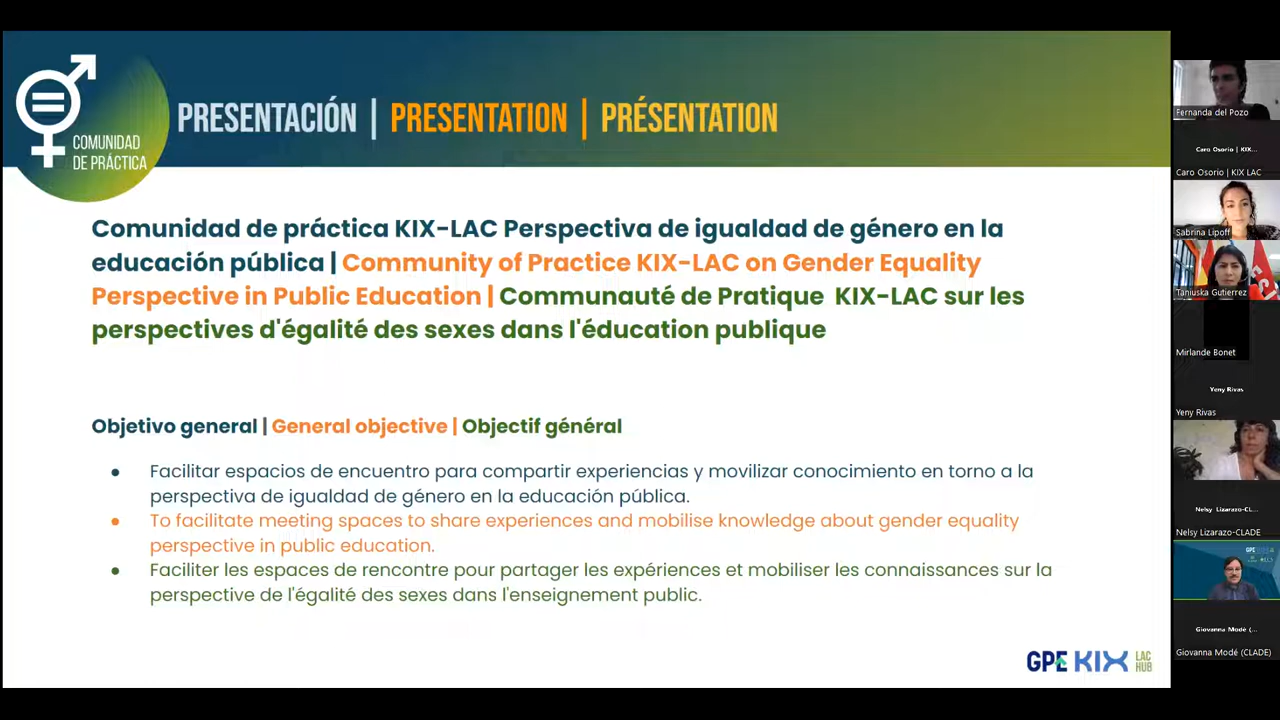 COMUNIDAD
DE PRÁCTICA
PRESENTACIÓN | PRESENTATION | PRÉSENTATION
Comunidad de práctica KIX-LAC Perspectiva de igualdad de género en la
educación pública | Community of Practice KIX-LAC on Gender Equality
Perspective in Public Education | Communauté de Pratique KIX-LAC sur les
perspectives d'égalité des sexes dans l'éducation publique
Objetivo general | General objective | Objectif général
● Facilitar espacios de encuentro para compartir experiencias y movilizar conocimiento en torno a la
perspectiva de igualdad de género en la educación pública.
● To facilitate meeting spaces to share experiences and mobilise knowledge about gender equality
perspective in public education.
● Faciliter les espaces de rencontre pour partager les expériences et mobiliser les connaissances sur la
perspective de l'égalité des sexes dans l'enseignement public.
GPE KIX LAC
HUB
Fernanda del Pozo
Caro Osorio | KIX...
Caro Osorio | KIX LAC
Sabrina Lipoff
Taniuska Gutierrez
Mirlande Bonet
Yeny Rivas
Yeny Rivas
Nelsy Lizarazo-CL...
Nelsy Lizarazo-CLADE
Giovanna Modé (...
Giovanna Modé (CLADE)